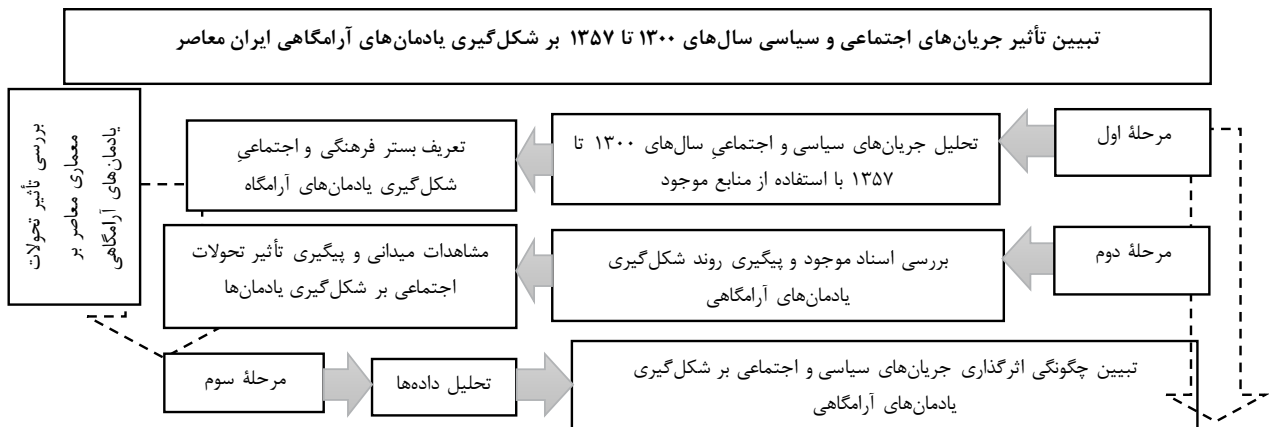 تبیین تأثیر جریان‌های اجتماعی و سیاسی سال‌های ۱۳۰۰ تا ۱۳۵۷ بر شکل‌گیری یادمان‌های آرامگاهی ایران معاصر
مرحلۀ اول
تحلیل جریان‌های سیاسی و اجتماعیِ سال‌های ۱۳۰۰ تا
۱۳۵۷ با استفاده از منابع موجود
تعریف بستر فرهنگی و اجتماعیِ
شکل‌گیری یادمان‌های آرامگاه
بررسی تأثیر تحولات
معماری معاصر بر
یادمان‌های آرامگاهی
مرحلۀ دوم
بررسی اسناد موجود و پیگیری روند شکل‌گیری
یادمان‌های آرامگاهی
مشاهدات میدانی و پیگیری تأثیر تحولات
اجتماعی بر شکل‌گیری یادمان‌ها
مرحلۀ سوم
تحلیل داده‌ها
تبیین چگونگی اثرگذاری جریان‌های سیاسی و اجتماعی بر شکل‌گیری
یادمان‌های آرامگاهی